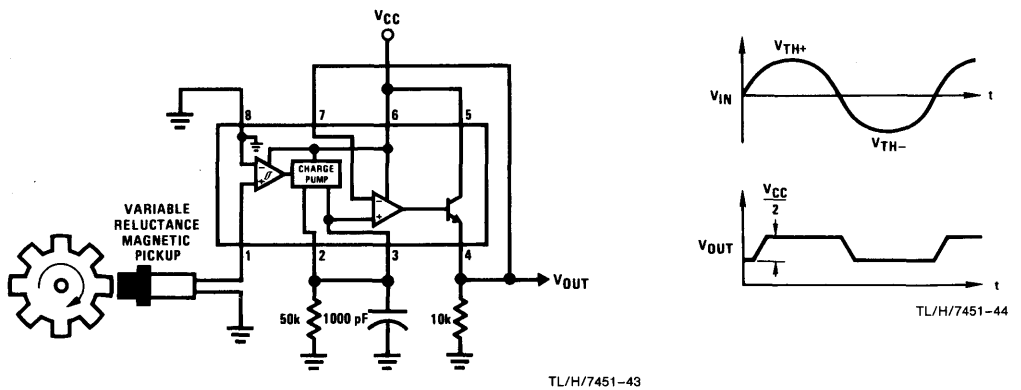 VCC
8
7
6
5
CHARGE
PUMP
-
+
-
+
VARIABLE
RELUCTANCE
MAGNETIC
PICKUP
1
2
3
4
VOUT
50k
1000 pF
10k
TL/H/7451–43
VTH+
VIN
t
VTH−
VCC
2
VOUT
t
TL/H/7451–44